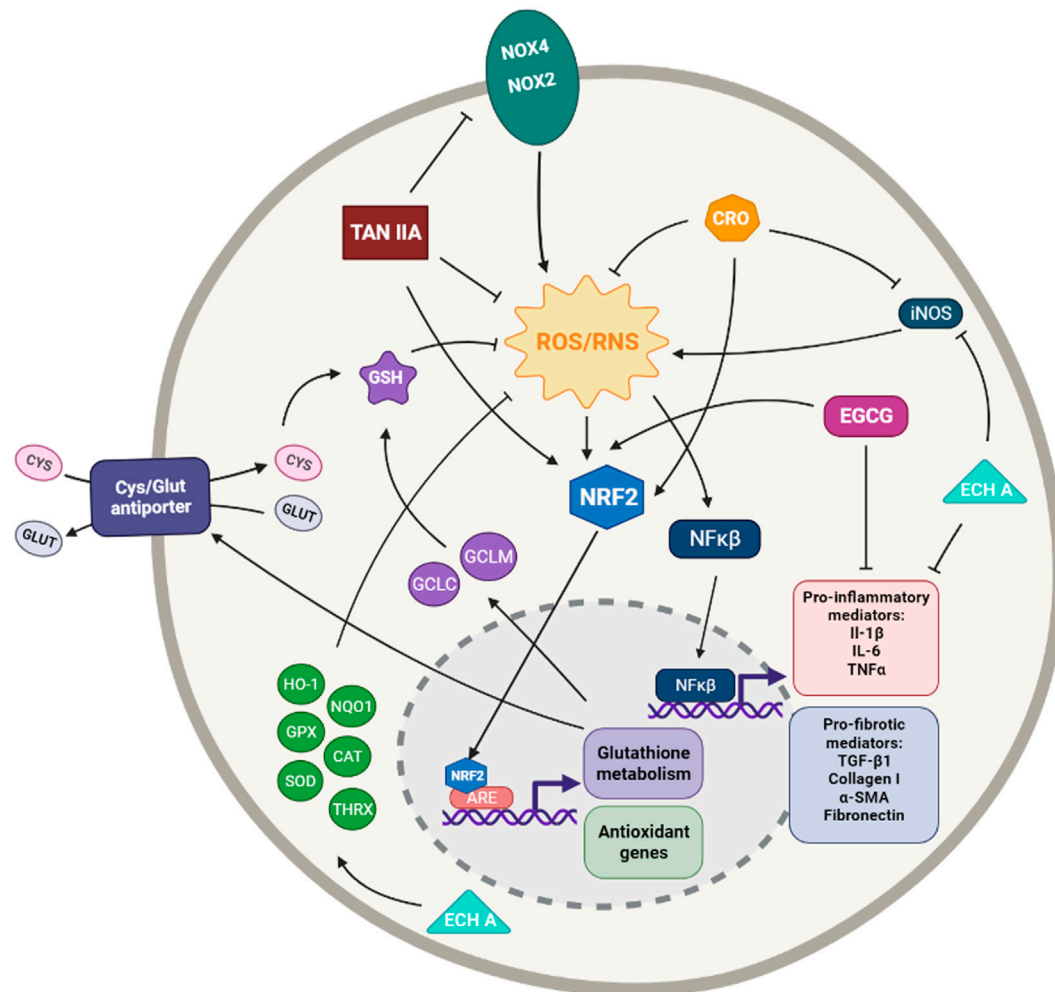 NOX4
NOX2
TAN IIA
CRO
iNOS
ROS/RNS
GSH
EGCG
CYS
CYS
Cys/Glut
antiporter
GLUT
GLUT
NRF2
ECH A
NFκβ
GCLM
GCLC
Pro-inflammatory
mediators:
Il-1β
IL-6
TNFα
HO-1
NQO1
GPX
CAT
SOD
THRX
NFκβ
Pro-fibrotic
mediators:
TGF-β1
Collagen I
α-SMA
Fibronectin
Glutathione
metabolism
NRF2
ARE
Antioxidant
genes
ECH A